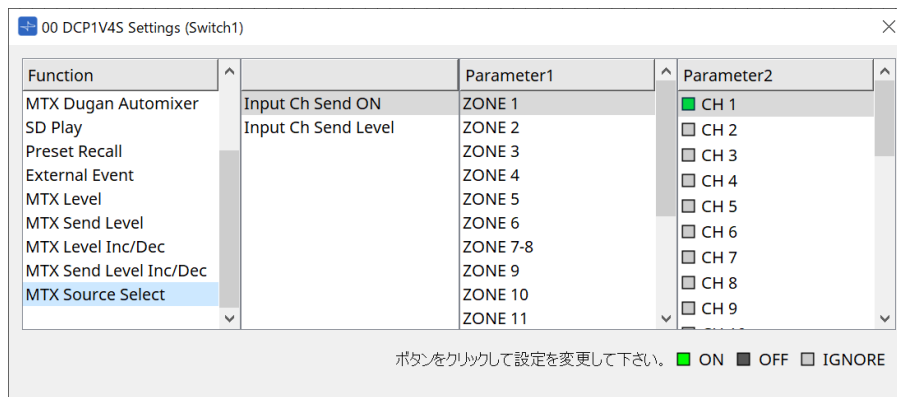 00 DCP1V4S Settings (Switch1)
Function
MTX Dugan Automixer
SD Play
Preset Recall
External Event
MTX Level
MTX Send Level
MTX Level Inc/Dec
MTX Send Level Inc/Dec
MTX Source Select
Input Ch Send ON
Input Ch Send Level
Parameter1
ZONE 1
ZONE 2
ZONE 3
ZONE 4
ZONE 5
ZONE 6
ZONE 7-8
ZONE 9
ZONE 10
ZONE 11
Parameter2
CH 1
CH 2
CH 3
CH 4
CH 5
CH 6
CH 7
CH 8
CH 9
ボタンをクリックして設定を変更して下さい。 ON OFF IGNORE